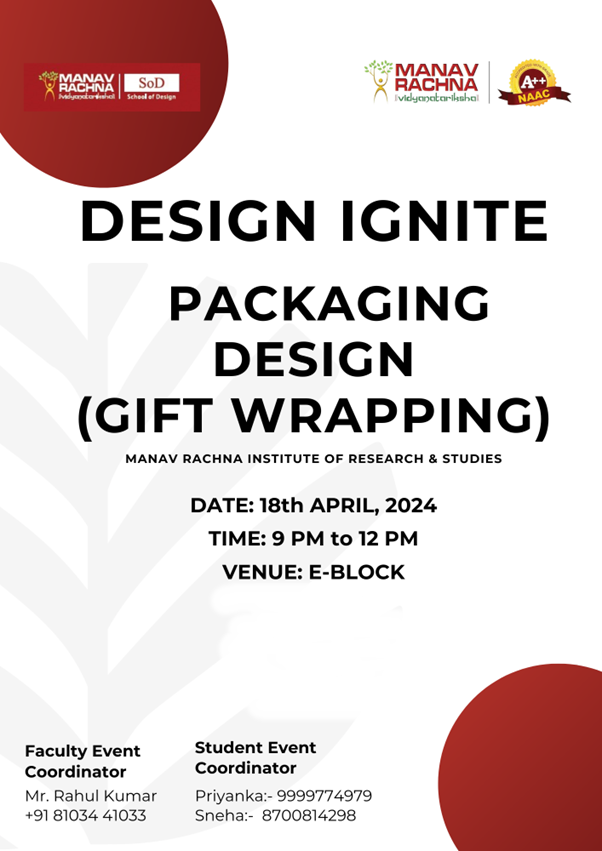 MANAV
RACHNA
vidyanatariksha
SoD
School of Design
MANAV
RACHNA
vidyanatariksha
A++
NAAC
DESIGN IGNITE
PACKAGING
DESIGN
(GIFT WRAPPING)
MANAV RACHNA INSTITUTE OF RESEARCH & STUDIES
DATE: 18th APRIL, 2024
TIME: 9 PM to 12 PM
VENUE: E-BLOCK
Faculty Event
Coordinator
Mr. Rahul Kumar
+91 81034 41033
Student Event
Coordinator
Priyanka:- 9999774979
Sneha:- 8700814298